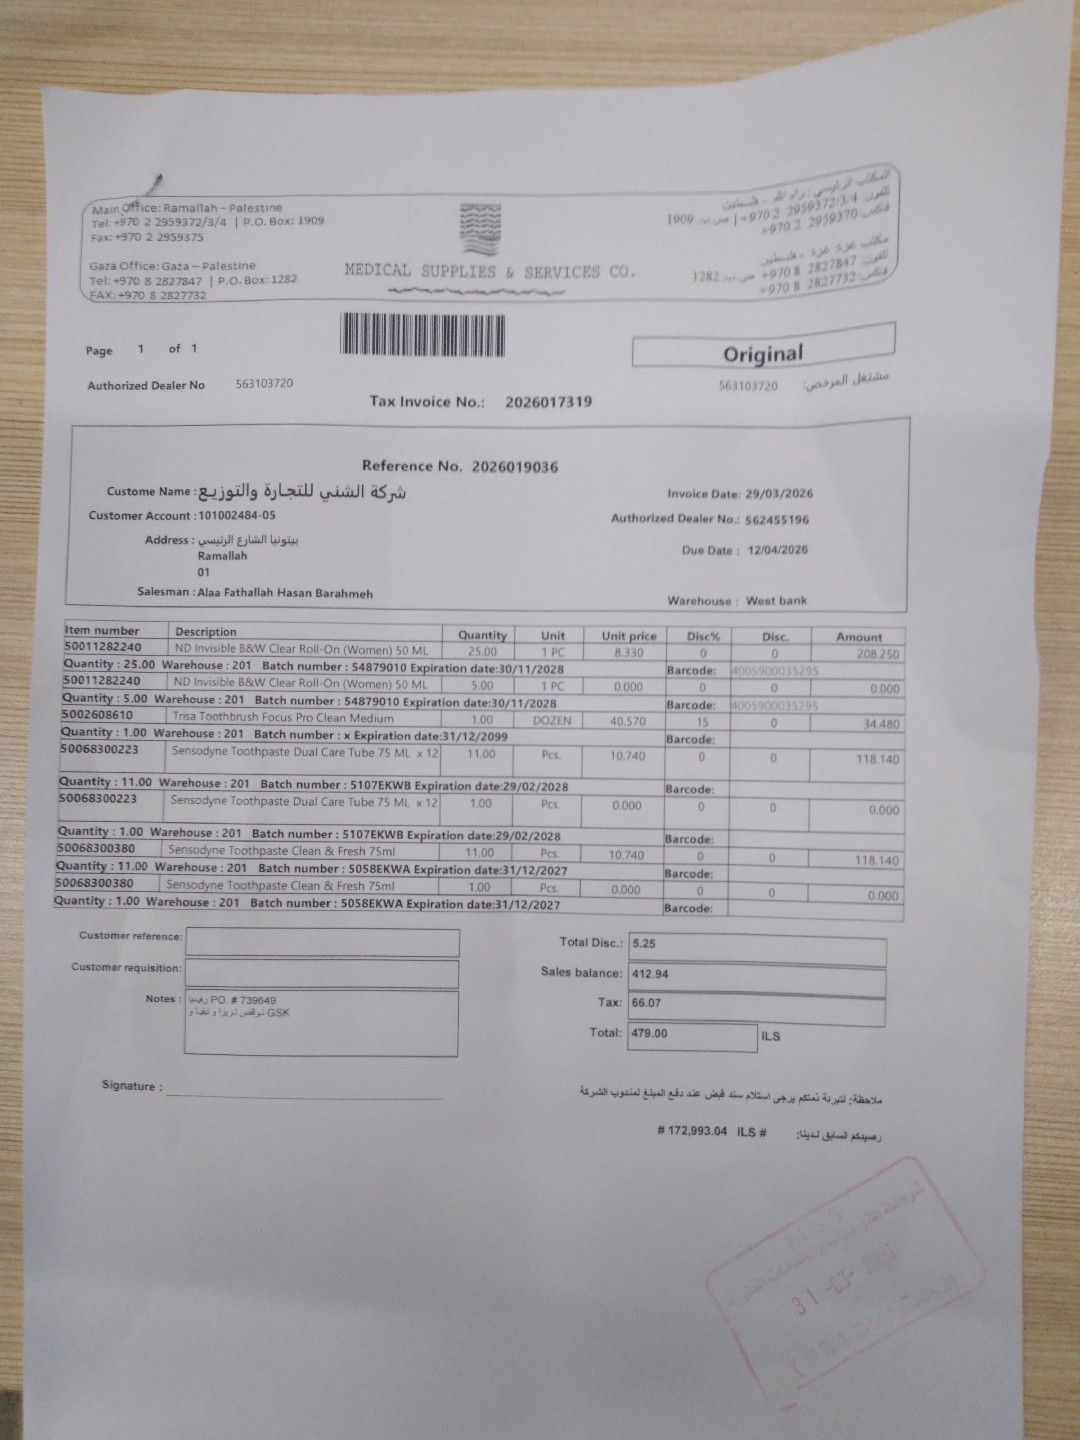 Main Office: Ramallah – Palestine
Tel: +970 2 2959372/3/4 | P.O. Box: 1909
Fax: +970 2 2959375
Gaza Office: Gaza – Palestine
Tel: +970 8 2827847 | P.O. Box: 1282
FAX: +970 8 2827732
MEDICAL SUPPLIES & SERVICES CO.
المكتب الرئيسي: رام الله - فلسطين
تلفون: 2959372/3/4 2 970+ | ص.ب. 1909
فاكس: 2959370 2 970+
مكتب غزة: غزة - فلسطين
تلفون: 2827847 8 970+ ص.ب. 1282
فاكس: 2827732 8 970+
Page 1 of 1
Original
Authorized Dealer No 563103720
مشتغل المرخص: 563103720
Tax Invoice No.: 2026017319
Reference No. 2026019036
Custome Name : شركة الشني للتجارة والتوزيع
Invoice Date: 29/03/2026
Customer Account : 101002484-05
Authorized Dealer No.: 562455196
Address : بيتونيا الشارع الرئيسي
Ramallah
01
Due Date : 12/04/2026
Salesman : Alaa Fathallah Hasan Barahmeh
Warehouse : West bank
Item number Description Quantity Unit Unit price Disc% Disc. Amount
50011282240 ND Invisible B&W Clear Roll-On (Women) 50 ML 25.00 1 PC 8.330 0 0 208.250
Quantity : 25.00 Warehouse : 201 Batch number : 54879010 Expiration date:30/11/2028 Barcode: 4005900035295
50011282240 ND Invisible B&W Clear Roll-On (Women) 50 ML 5.00 1 PC 0.000 0 0 0.000
Quantity : 5.00 Warehouse : 201 Batch number : 54879010 Expiration date:30/11/2028 Barcode: 4005900035295
5002608610 Trisa Toothbrush Focus Pro Clean Medium 1.00 DOZEN 40.570 15 0 34.480
Quantity : 1.00 Warehouse : 201 Batch number : x Expiration date:31/12/2099 Barcode:
50068300223 Sensodyne Toothpaste Dual Care Tube 75 ML x 12 11.00 Pcs. 10.740 0 0 118.140
Quantity : 11.00 Warehouse : 201 Batch number : 5107EKWB Expiration date:29/02/2028 Barcode:
50068300223 Sensodyne Toothpaste Dual Care Tube 75 ML x 12 1.00 Pcs. 0.000 0 0 0.000
Quantity : 1.00 Warehouse : 201 Batch number : 5107EKWB Expiration date:29/02/2028 Barcode:
50068300380 Sensodyne Toothpaste Clean & Fresh 75ml 11.00 Pcs. 10.740 0 0 118.140
Quantity : 11.00 Warehouse : 201 Batch number : 5058EKWA Expiration date:31/12/2027 Barcode:
50068300380 Sensodyne Toothpaste Clean & Fresh 75ml 1.00 Pcs. 0.000 0 0 0.000
Quantity : 1.00 Warehouse : 201 Batch number : 5058EKWA Expiration date:31/12/2027 Barcode:
Customer reference:
Customer requisition:
Notes : PO. # 739649
نواقص تريزا و نيفيا و GSK
Total Disc.: 5.25
Sales balance: 412.94
Tax: 66.07
Total: 479.00 ILS
Signature :
ملاحظة: لتبرئة ذمتكم يرجى استلام سند قبض عند دفع المبلغ لمندوب الشركة
رصيدكم السابق لدينا: # 172,993.04 ILS #
31 -03-